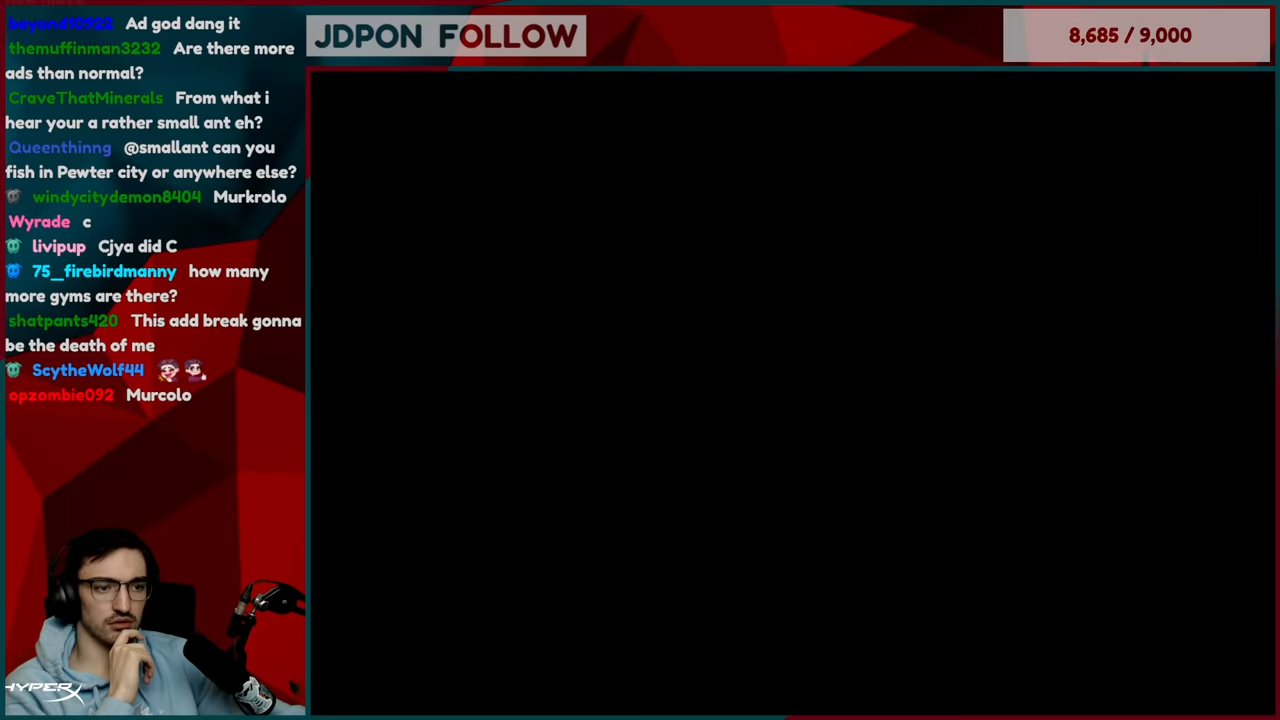 beyond10922 Ad god dang it
themuffinman3232 Are there more
ads than normal?
CraveThatMinerals From what i
hear your a rather small ant eh?
Queenthinng @smallant can you
fish in Pewter city or anywhere else?
windycitydemon8404 Murkrolo
Wyrade c
livipup Cjya did C
75_firebirdmanny how many
more gyms are there?
shatpants420 This add break gonna
be the death of me
ScytheWolf44
opzombie092 Murcolo
JDPON FOLLOW
8,685 / 9,000
HYPERX